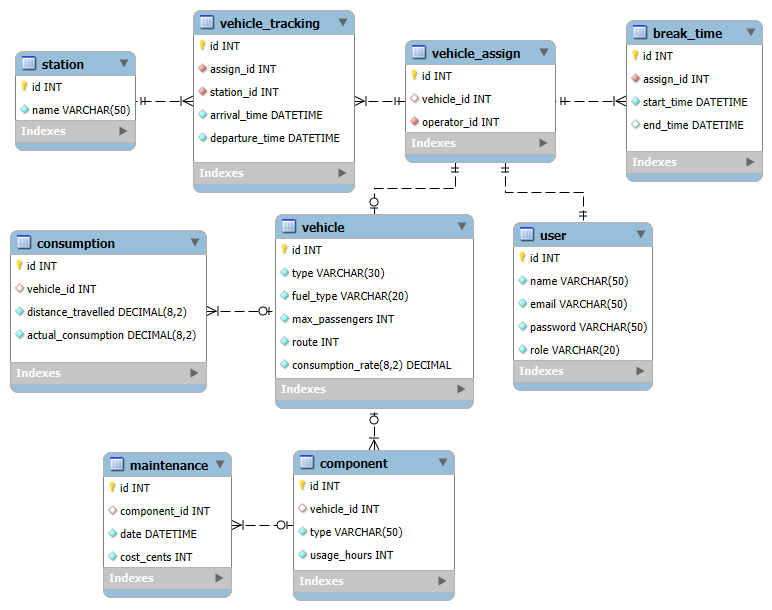 station
id INT
name VARCHAR(50)
Indexes
vehicle_tracking
id INT
assign_id INT
station_id INT
arrival_time DATETIME
departure_time DATETIME
Indexes
vehicle_assign
id INT
vehicle_id INT
operator_id INT
Indexes
break_time
id INT
assign_id INT
start_time DATETIME
end_time DATETIME
Indexes
consumption
id INT
vehicle_id INT
distance_travelled DECIMAL(8,2)
actual_consumption DECIMAL(8,2)
Indexes
vehicle
id INT
type VARCHAR(30)
fuel_type VARCHAR(20)
max_passengers INT
route INT
consumption_rate(8,2) DECIMAL
Indexes
user
id INT
name VARCHAR(50)
email VARCHAR(50)
password VARCHAR(50)
role VARCHAR(20)
Indexes
maintenance
id INT
component_id INT
date DATETIME
cost_cents INT
Indexes
component
id INT
vehicle_id INT
type VARCHAR(50)
usage_hours INT
Indexes